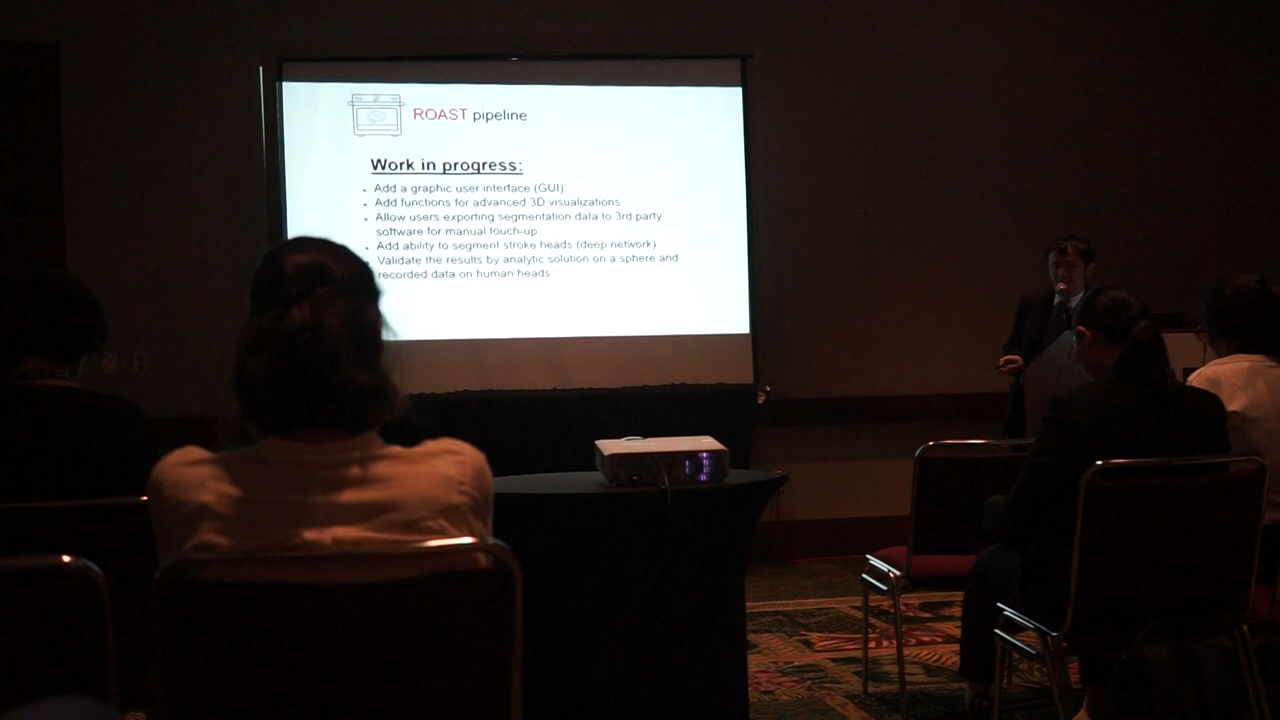 ROAST pipeline
Work in progress:
Add a graphic user interface (GUI)
Add functions for advanced 3D visualizations
Allow users exporting segmentation data to 3rd party
software for manual touch-up
Add ability to segment stroke heads (deep network)
Validate the results by analytic solution on a sphere and
recorded data on human heads